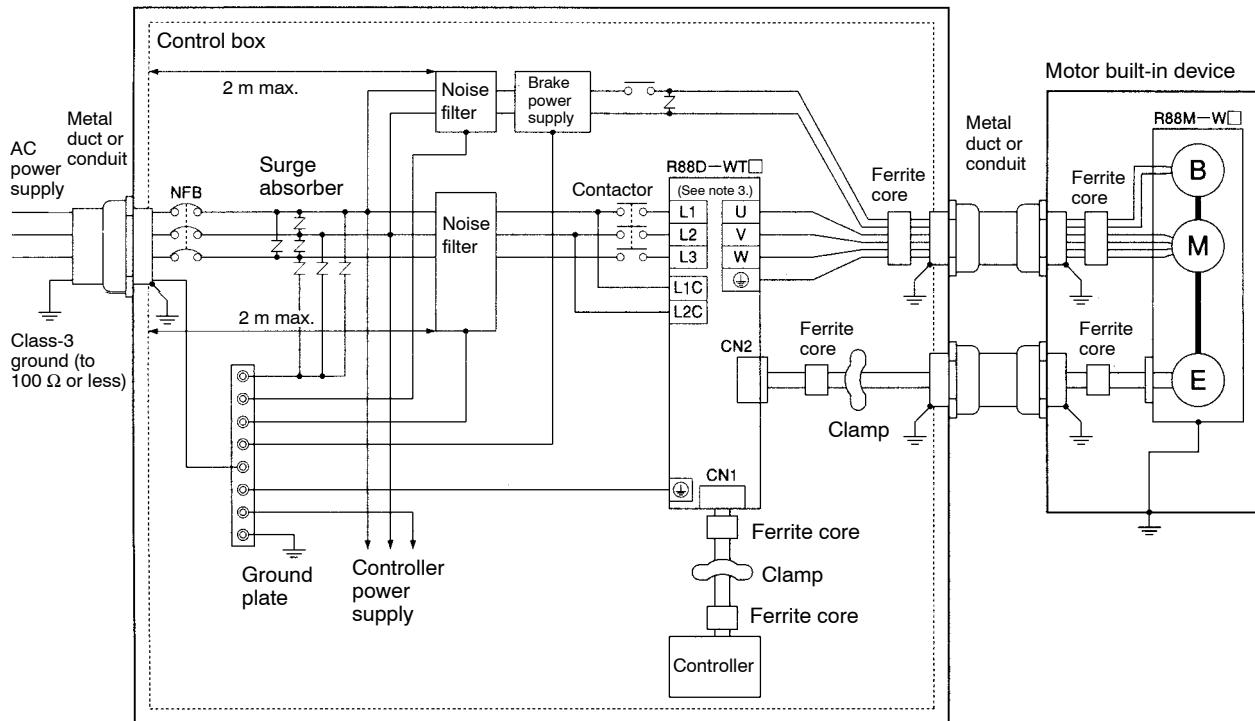 Control box
2 m max.
Noise
filter
Brake
power
supply
Motor built-in device
R88M−W□
Metal
duct or
conduit
AC
power
supply
NFB
Surge
absorber
Noise
filter
Contactor
R88D−WT□
(See note 3.)
L1
L2
L3
L1C
L2C
U
V
W
Ferrite
core
Metal
duct or
conduit
Ferrite
core
B
M
E
2 m max.
Class-3
ground (to
100 Ω or less)
CN2
Ferrite
core
Clamp
Ferrite
core
CN1
Ferrite core
Clamp
Ferrite core
Controller
Ground
plate
Controller
power
supply